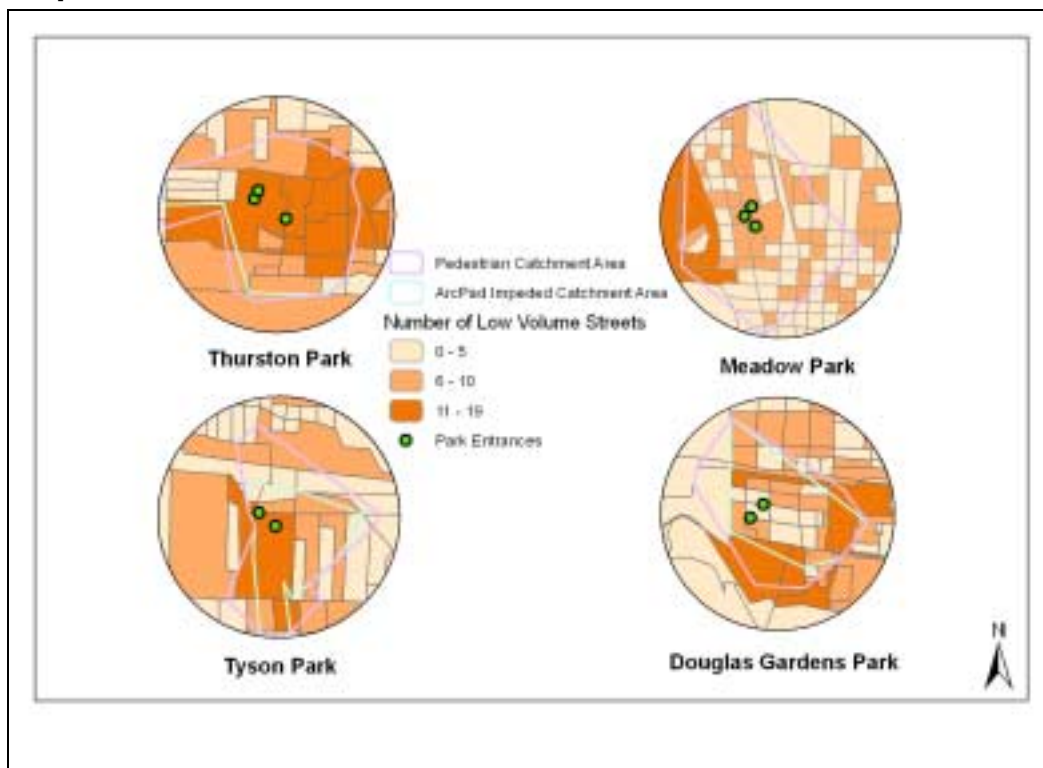 Thurston Park
Meadow Park
Pedestrian Catchment Area
ArcPad Impeded Catchment Area
Number of Low Volume Streets
0 - 5
6 - 10
11 - 19
Park Entrances
Tyson Park
Douglas Gardens Park
N